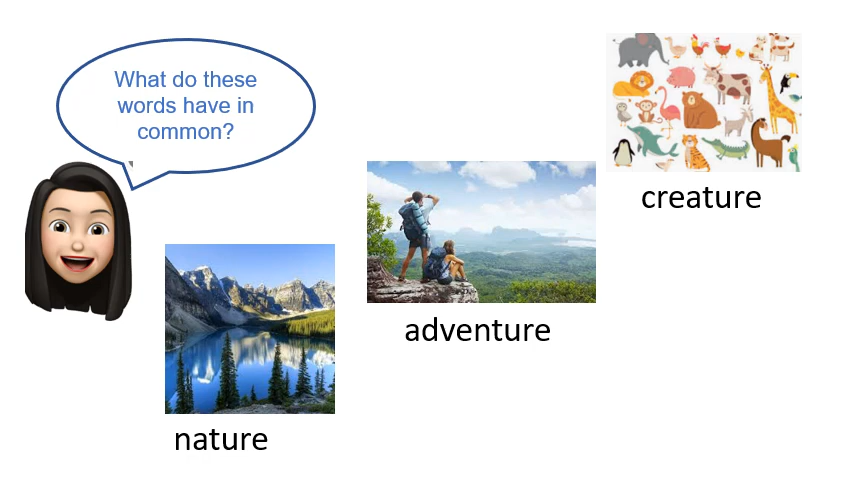 What do these
words have in
common?
creature
adventure
nature